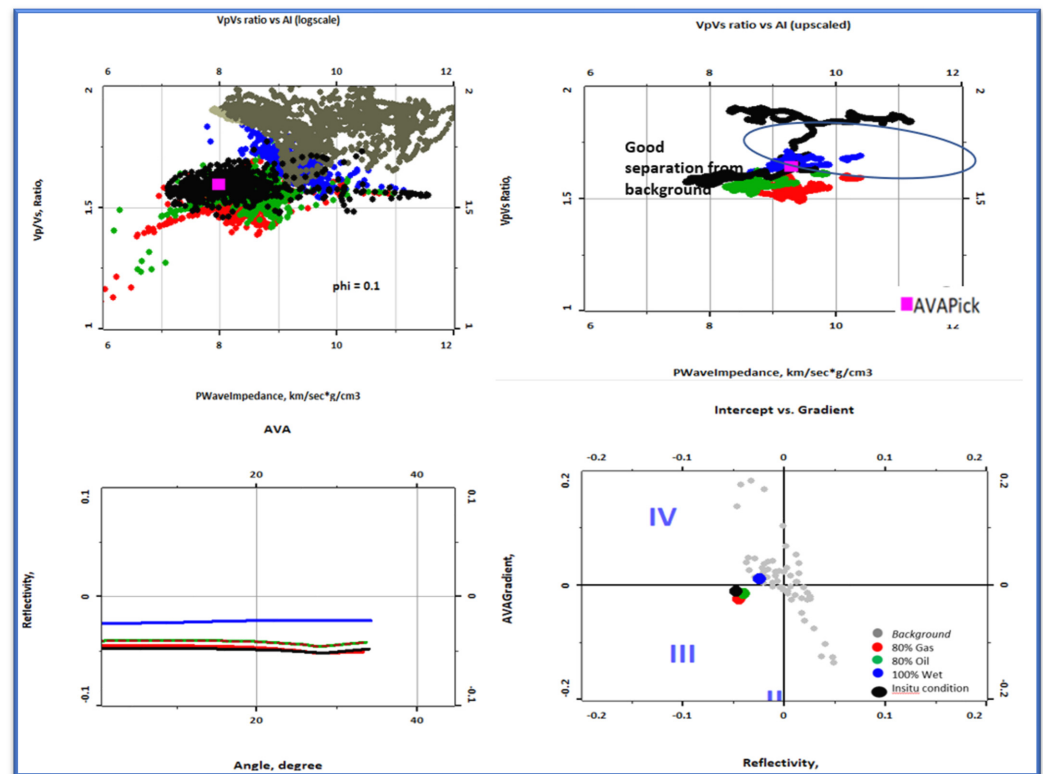 VpVs ratio vs AI (logscale)
6 8 10 12
2 2
Vp/Vs, Ratio,
1.5 1.5
phi = 0.1
1 1
6 8 10 12
PWaveImpedance, km/sec*g/cm3
VpVs ratio vs AI (upscaled)
6 8 10 12
2 2
VpVs Ratio,
Good
separation from
background
1.5 1.5
AVAPick
1 1
6 8 10 12
PWaveImpedance, km/sec*g/cm3
AVA
20 40
0.1 0.1
Reflectivity,
0 0
-0.1 -0.1
20 40
Angle, degree
Intercept vs. Gradient
-0.2 -0.1 0 0.1 0.2
0.2 0.2
IV
AVAGradient,
0 0
III
II
Background
80% Gas
80% Oil
100% Wet
Insitu condition
-0.2 -0.2
-0.2 -0.1 0 0.1 0.2
Reflectivity,